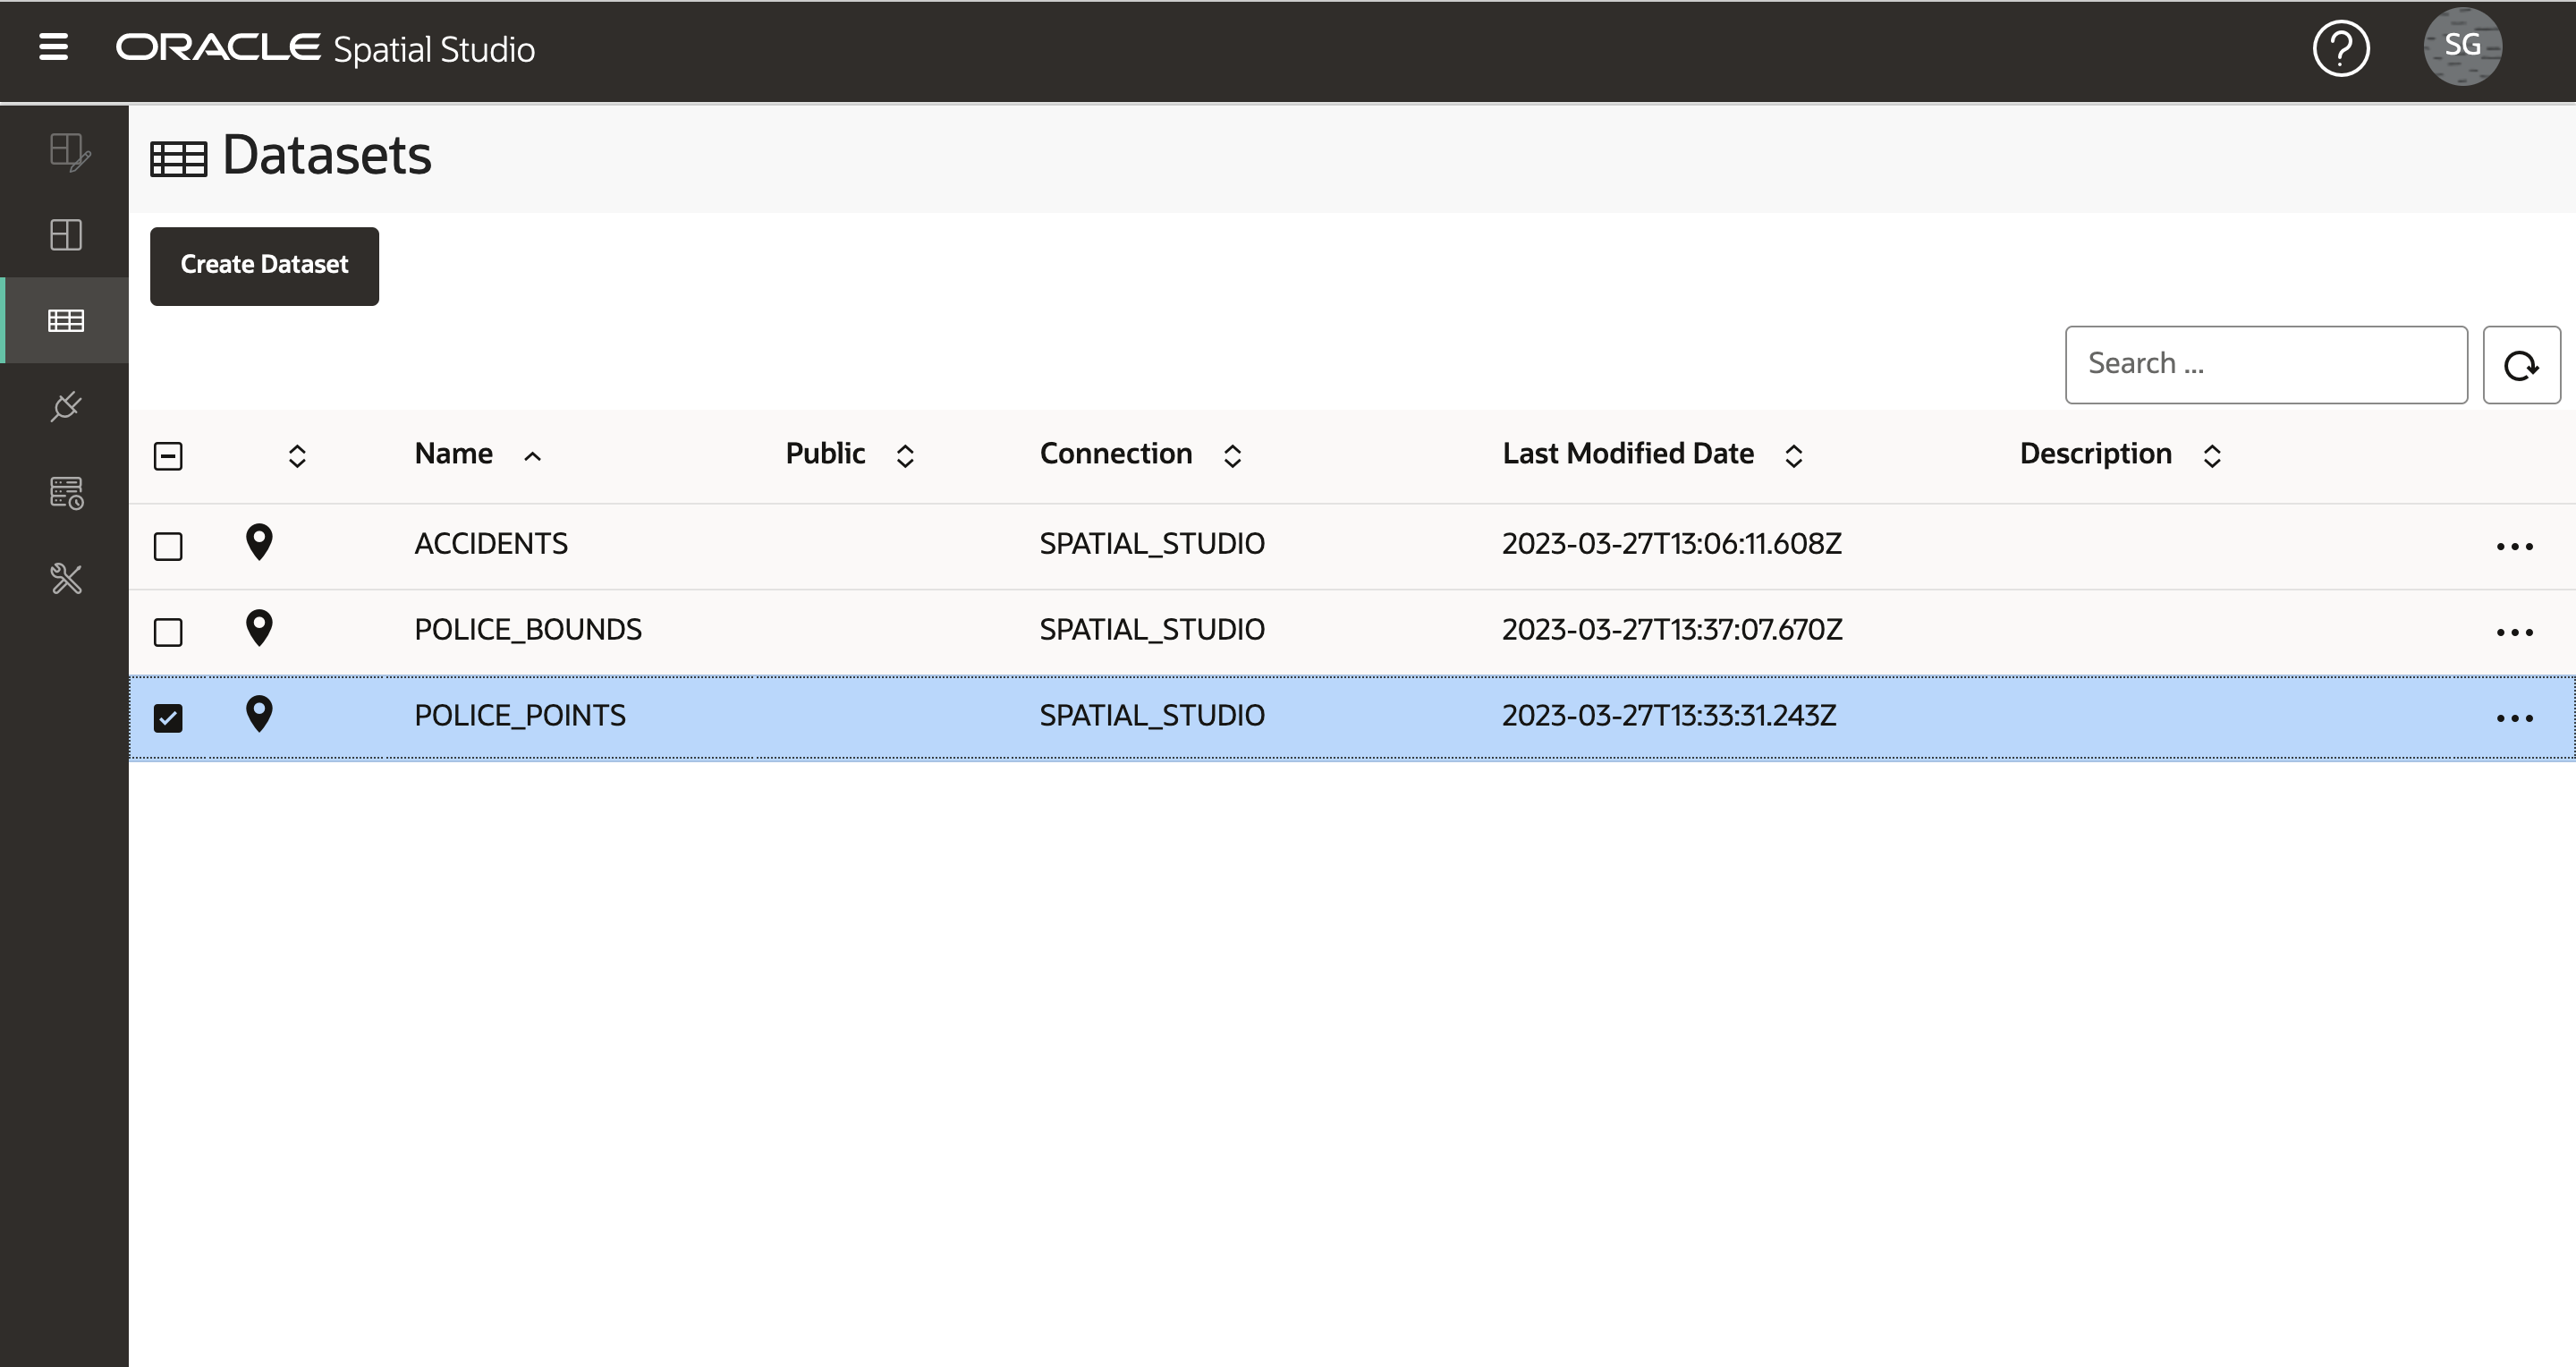 ORACLE Spatial Studio
SG
Datasets
Create Dataset
Search ...
Name Public Connection Last Modified Date Description
ACCIDENTS SPATIAL_STUDIO 2023-03-27T13:06:11.608Z
POLICE_BOUNDS SPATIAL_STUDIO 2023-03-27T13:37:07.670Z
POLICE_POINTS SPATIAL_STUDIO 2023-03-27T13:33:31.243Z